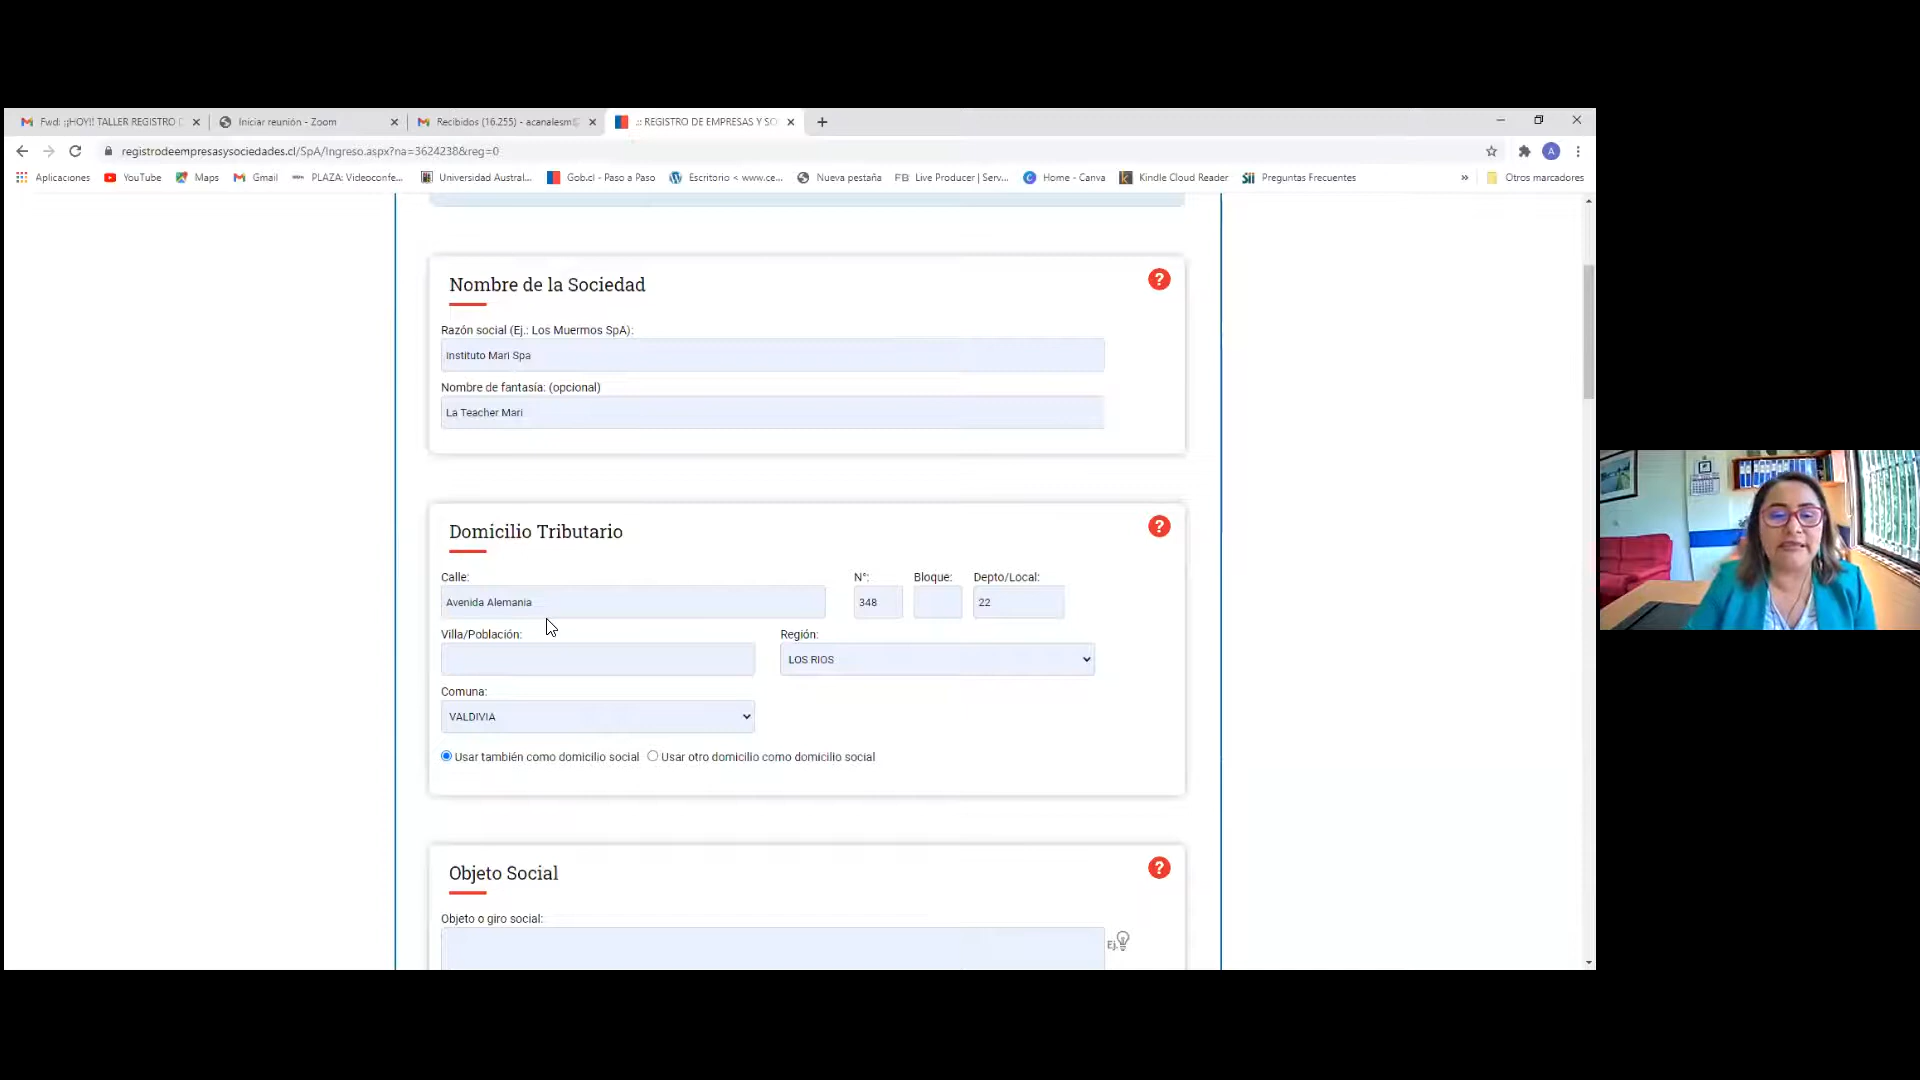 Fwd: ¡¡HOY!! TALLER REGISTRO D
Iniciar reunión - Zoom
Recibidos (16.255) - acanalesm@
.:: REGISTRO DE EMPRESAS Y SO
registrodeempresasysociedades.cl/SpA/Ingreso.aspx?na=3624238&reg=0
A
Aplicaciones
YouTube
Maps
Gmail
PLAZA: Videoconfe...
Universidad Austral...
Gob.cl - Paso a Paso
Escritorio < www.ce...
Nueva pestaña
FB Live Producer | Serv...
Home - Canva
Kindle Cloud Reader
Sii Preguntas Frecuentes
» Otros marcadores
Nombre de la Sociedad
?
Razón social (Ej.: Los Muermos SpA):
Instituto Mari Spa
Nombre de fantasía: (opcional)
La Teacher Mari
Domicilio Tributario
?
Calle: N°: Bloque: Depto/Local:
Avenida Alemania 348 22
Villa/Población: Región:
LOS RIOS
Comuna:
VALDIVIA
Usar también como domicilio social Usar otro domicilio como domicilio social
Objeto Social
?
Objeto o giro social:
Ej.